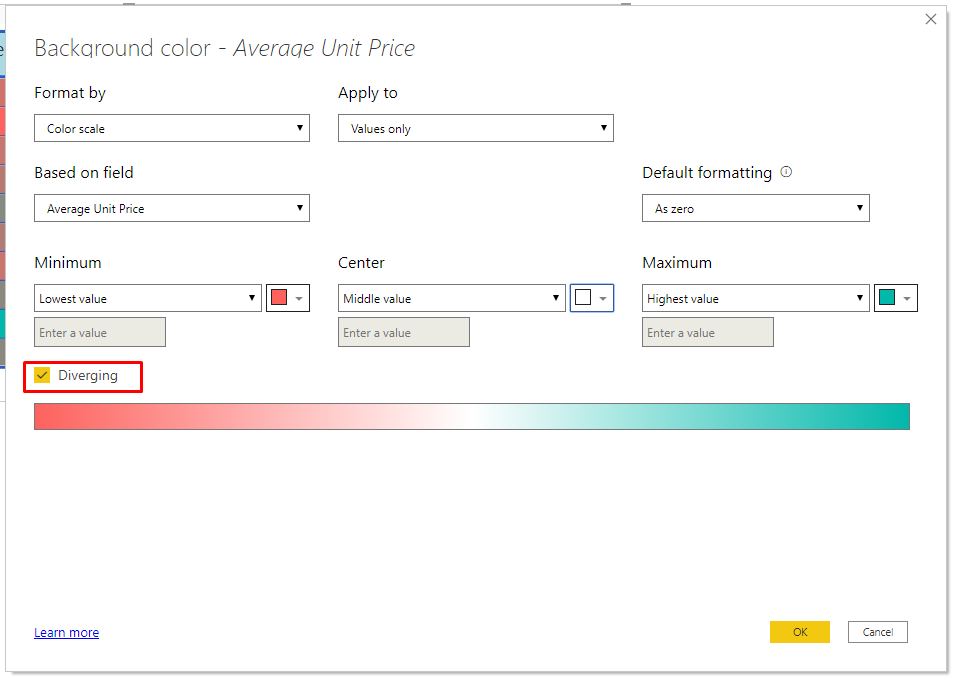 Background color - Average Unit Price
Format by
Apply to
Color scale
Values only
Based on field
Default formatting
Average Unit Price
As zero
Minimum
Center
Maximum
Lowest value
Middle value
Highest value
Enter a value
Enter a value
Enter a value
Diverging
Learn more
OK
Cancel